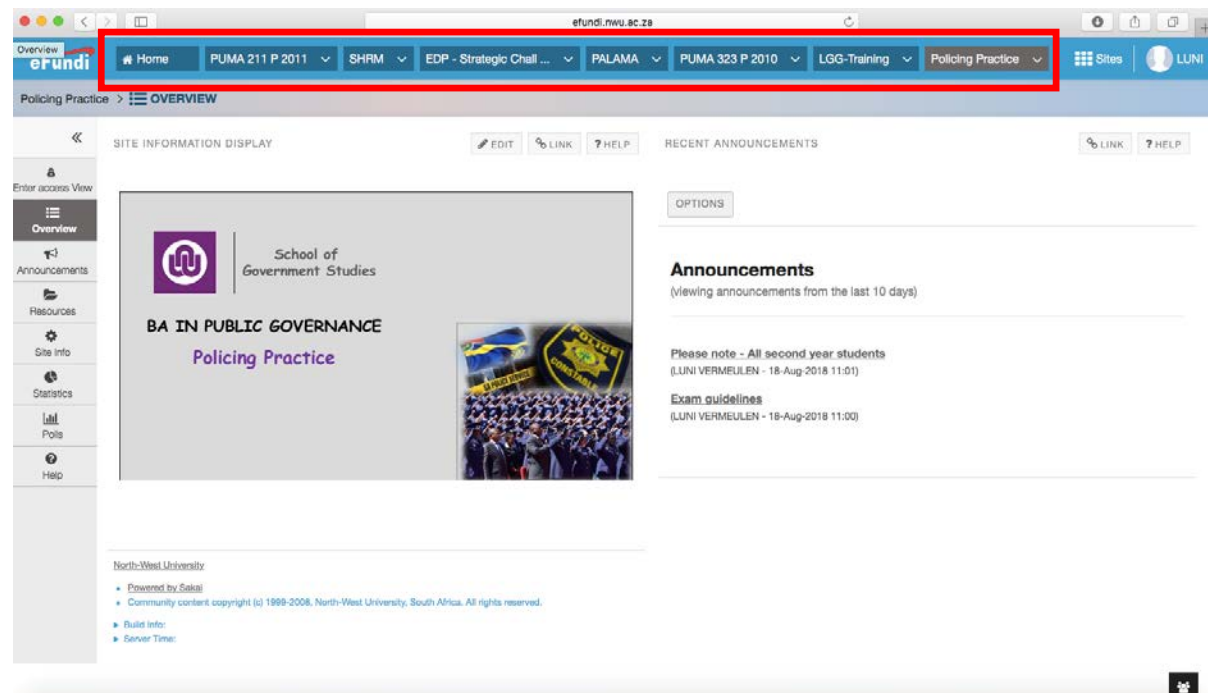 efundi.nwu.ac.za
Overview
eFundi
Home PUMA 211 P 2011 SHRM EDP - Strategic Chall ... PALAMA PUMA 323 P 2010 LGG-Training Policing Practice Sites LUNI
Policing Practice > OVERVIEW
SITE INFORMATION DISPLAY EDIT LINK ? HELP
Enter access View
Overview
Announcements
Resources
Site Info
Statistics
Polls
Help
School of
Government Studies
BA IN PUBLIC GOVERNANCE
Policing Practice
SA POLICE SERVICE
POLICE
CONSTABLE
RECENT ANNOUNCEMENTS LINK ? HELP
OPTIONS
Announcements
(viewing announcements from the last 10 days)
Please note - All second year students
(LUNI VERMEULEN - 18-Aug-2018 11:01)
Exam guidelines
(LUNI VERMEULEN - 18-Aug-2018 11:00)
North-West University
Powered by Sakai
Community content copyright (c) 1999-2008, North-West University, South Africa. All rights reserved.
Build Info:
Server Time: